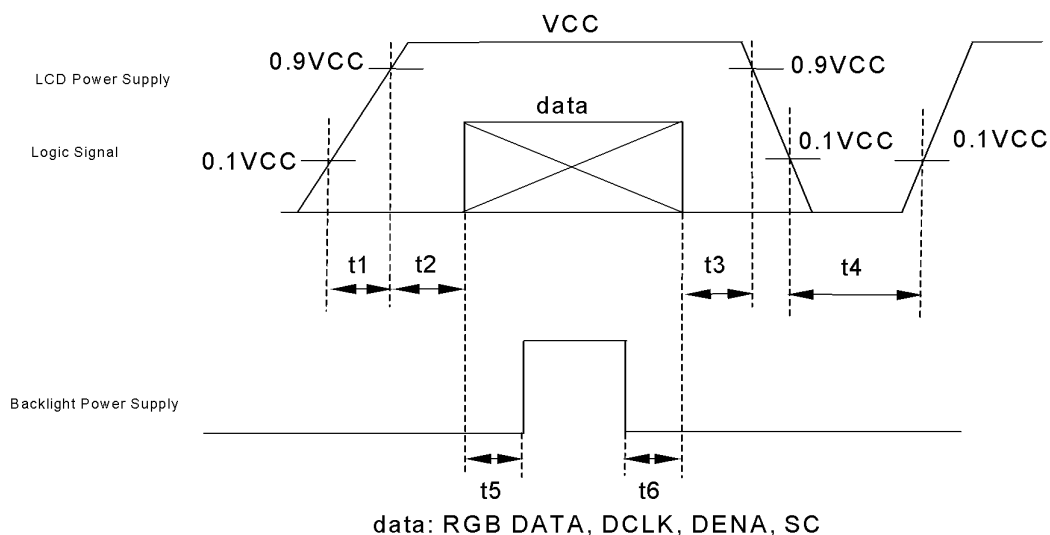 VCC
LCD Power Supply
0.9VCC
0.9VCC
data
Logic Signal
0.1VCC
0.1VCC
0.1VCC
t1
t2
t3
t4
Backlight Power Supply
t5
t6
data: RGB DATA, DCLK, DENA, SC